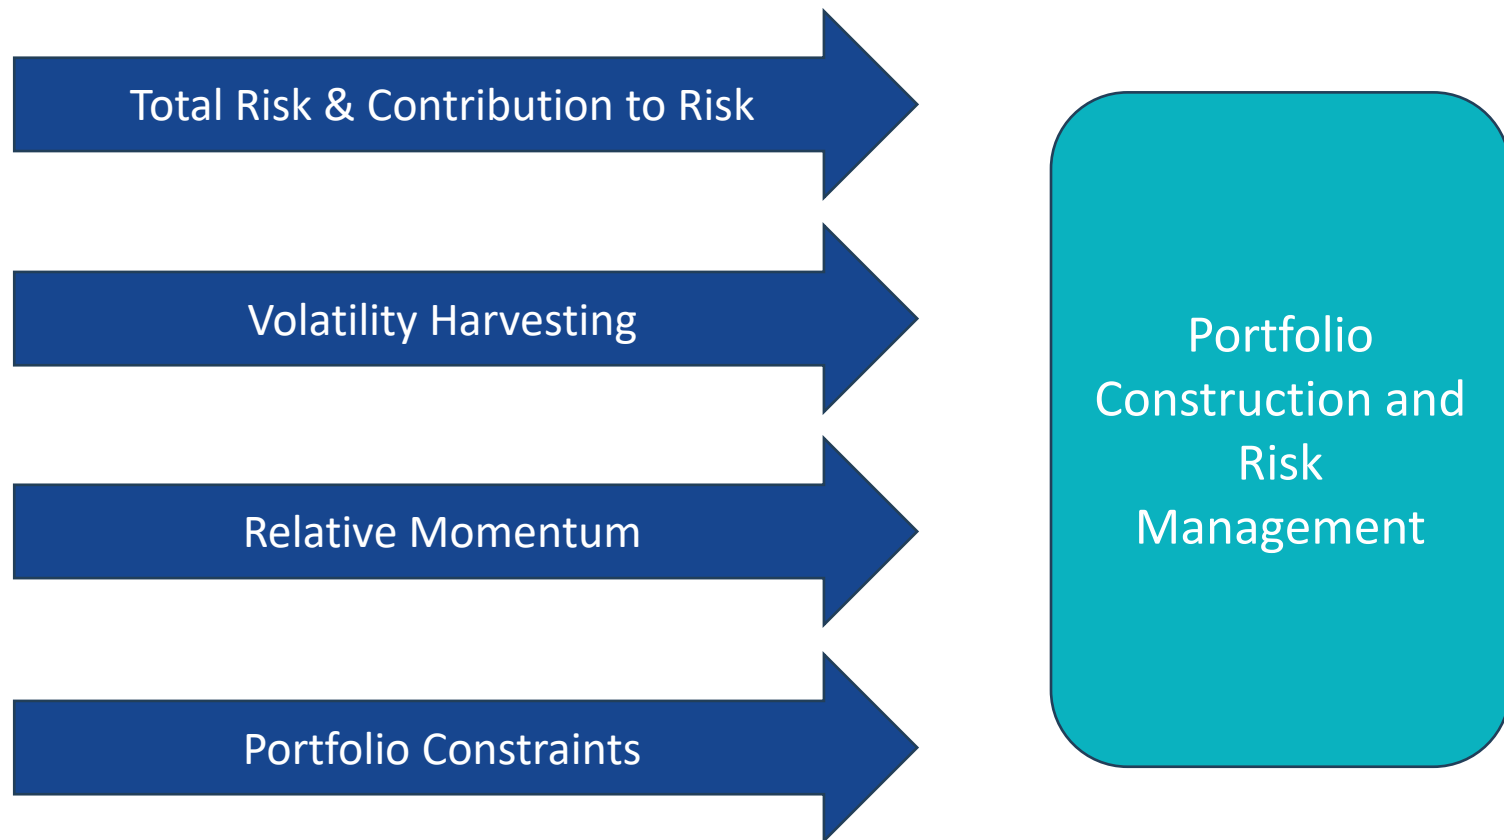 Total Risk & Contribution to Risk
Volatility Harvesting
Relative Momentum
Portfolio Constraints
Portfolio
Construction and
Risk
Management